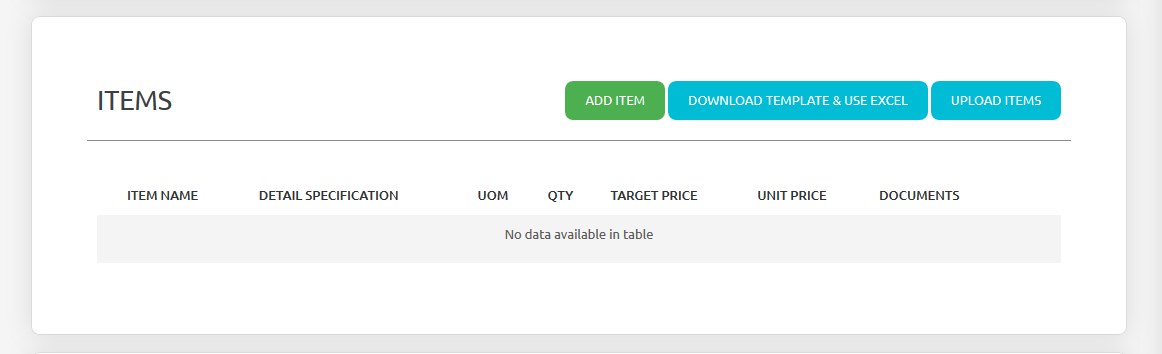 ITEMS
ADD ITEM DOWNLOAD TEMPLATE & USE EXCEL UPLOAD ITEMS
ITEM NAME DETAIL SPECIFICATION UOM QTY TARGET PRICE UNIT PRICE DOCUMENTS
No data available in table